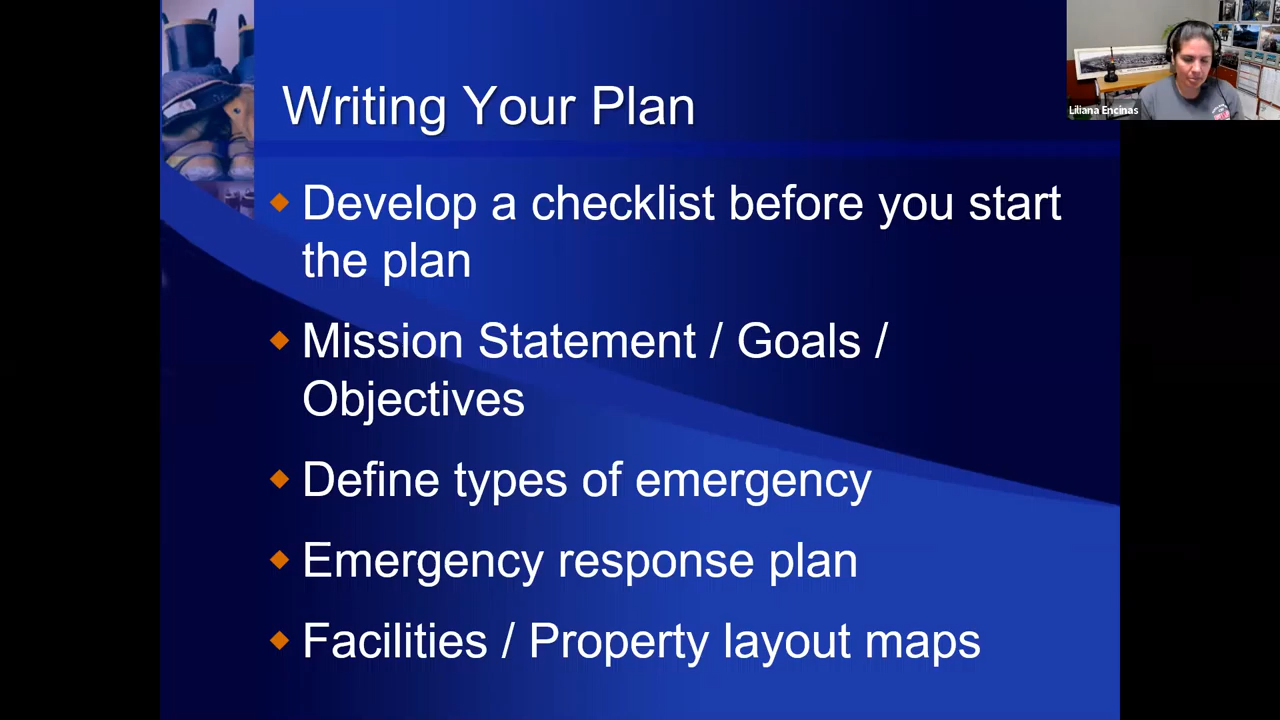 Writing Your Plan
Liliana Encinas
Develop a checklist before you start
the plan
Mission Statement / Goals /
Objectives
Define types of emergency
Emergency response plan
Facilities / Property layout maps